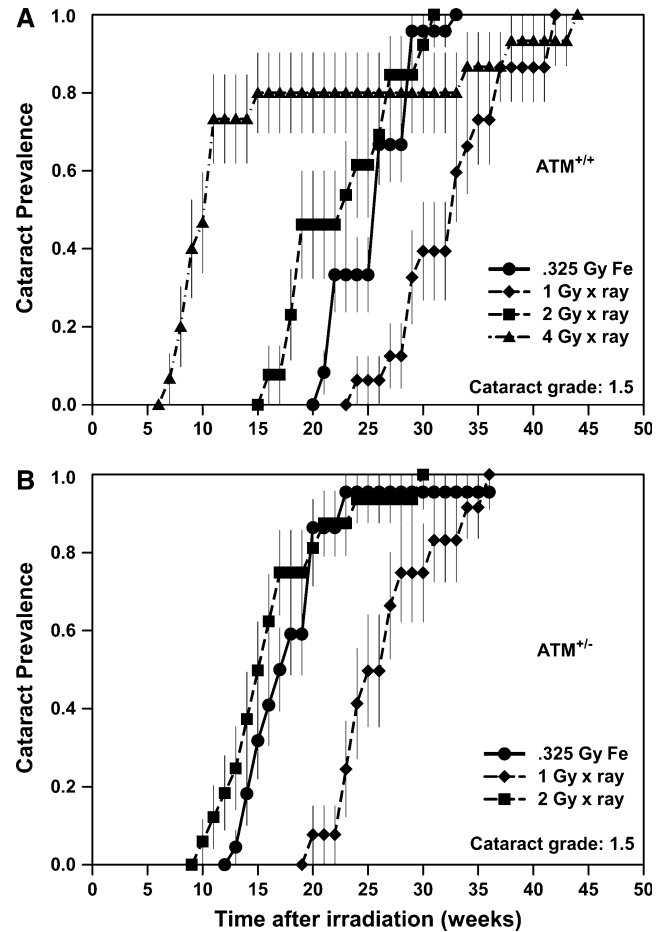 A
Cataract Prevalence
1.0
0.8
0.6
0.4
0.2
0.0
ATM+/+
.325 Gy Fe
1 Gy x ray
2 Gy x ray
4 Gy x ray
Cataract grade: 1.5
0 5 10 15 20 25 30 35 40 45 50
B
Cataract Prevalence
1.0
0.8
0.6
0.4
0.2
0.0
ATM+/-
.325 Gy Fe
1 Gy x ray
2 Gy x ray
Cataract grade: 1.5
0 5 10 15 20 25 30 35 40 45 50
Time after irradiation (weeks)